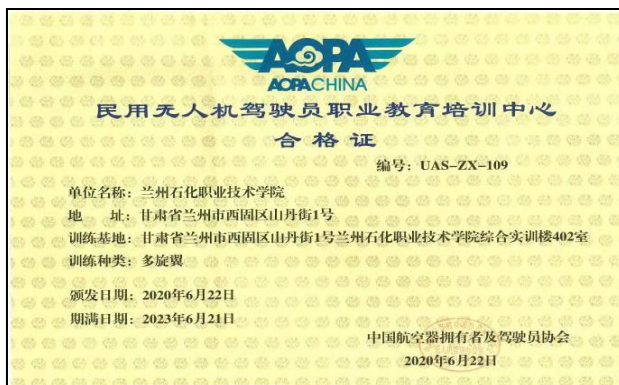 AOPA
AOPA CHINA
民用无人机驾驶员职业教育培训中心
合格证
编号：UAS-ZX-109
单位名称：兰州石化职业技术学院
地 址：甘肃省兰州市西固区山丹街1号
训练基地：甘肃省兰州市西固区山丹街1号兰州石化职业技术学院综合实训楼402室
训练种类：多旋翼
颁发日期：2020年6月22日
期满日期：2023年6月21日
中国航空器拥有者及驾驶员协会
2020年6月22日